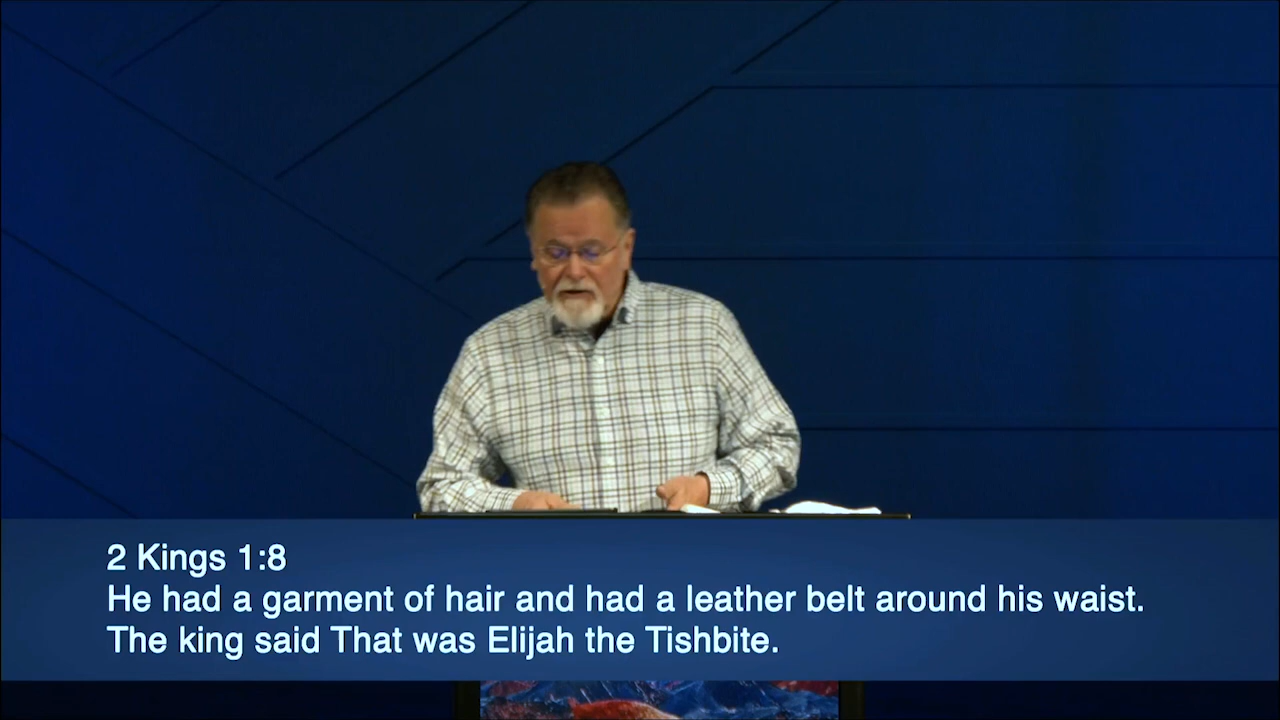 2 Kings 1:8
He had a garment of hair and had a leather belt around his waist.
The king said That was Elijah the Tishbite.